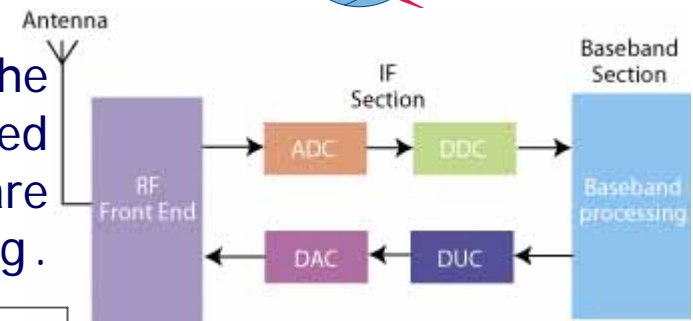 Antenna
he
ed
are
g .
IF
Section
Baseband
Section
RF
Front End
ADC
DDC
DAC
DUC
Baseband
processing